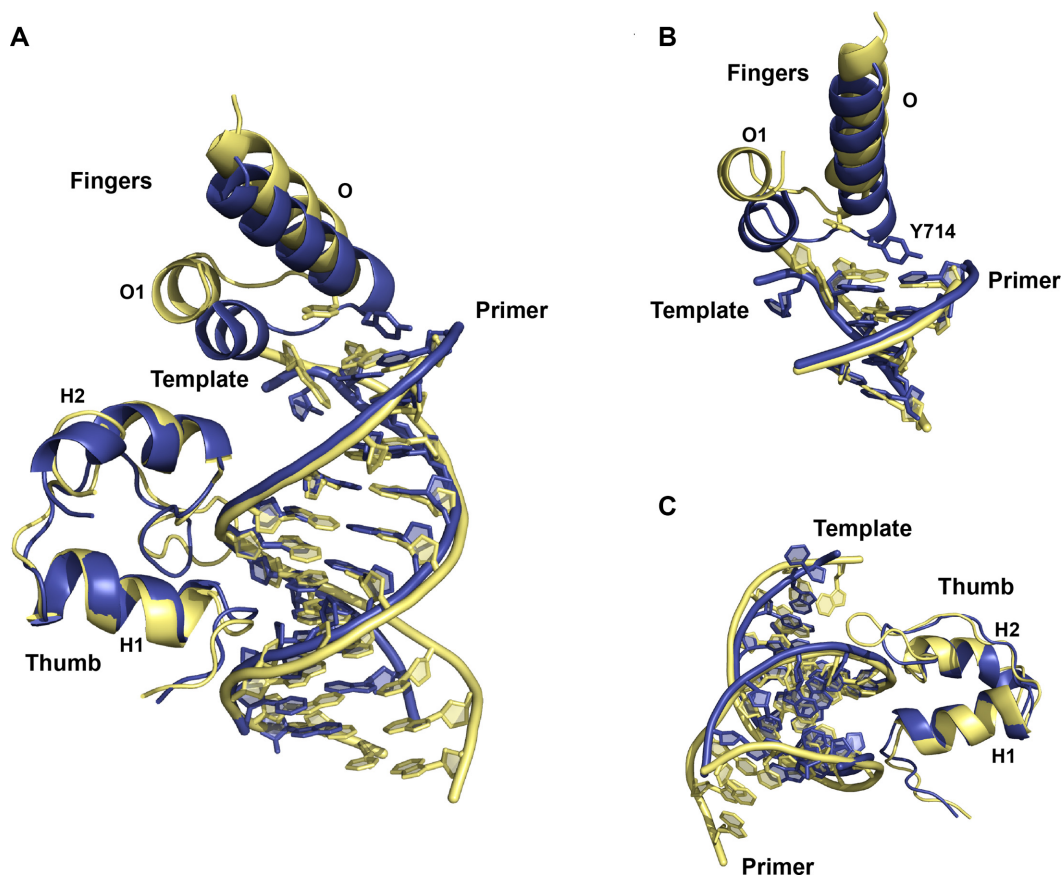 A
Fingers
O
O1
Primer
Template
H2
H1
Thumb
B
Fingers
O
O1
Y714
Primer
Template
C
Template
Thumb
H2
H1
Primer